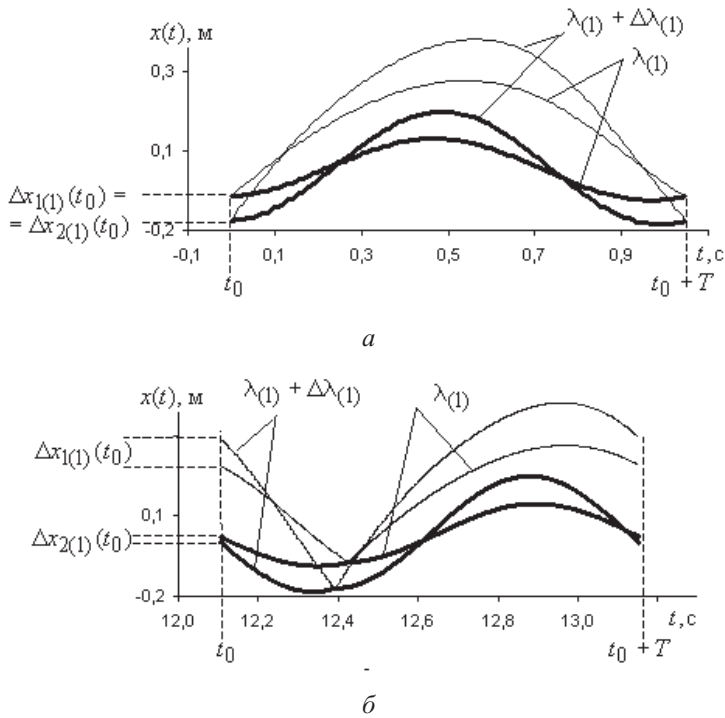 x(t), м
λ(1) + Δλ(1)
λ(1)
0,3
0,1
Δx1(1)(t0) =
= Δx2(1)(t0)
-0,2
-0,1 0,1 0,3 0,5 0,7 0,9 t, с
t0 t0 + T
а
x(t), м
λ(1) + Δλ(1) λ(1)
Δx1(1)(t0)
0,1
Δx2(1)(t0)
-0,2
12,0 12,2 12,4 12,6 12,8 13,0 t, с
t0 t0 + T
б